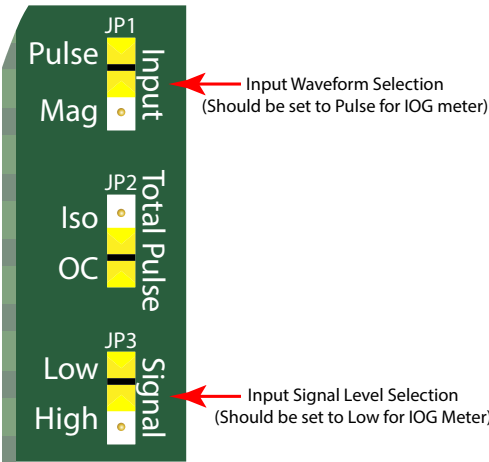 JP1
Pulse
Mag
Input
Input Waveform Selection
(Should be set to Pulse for IOG meter)
JP2
Iso
OC
Total Pulse
JP3
Low
High
Signal
Input Signal Level Selection
(Should be set to Low for IOG Meter)